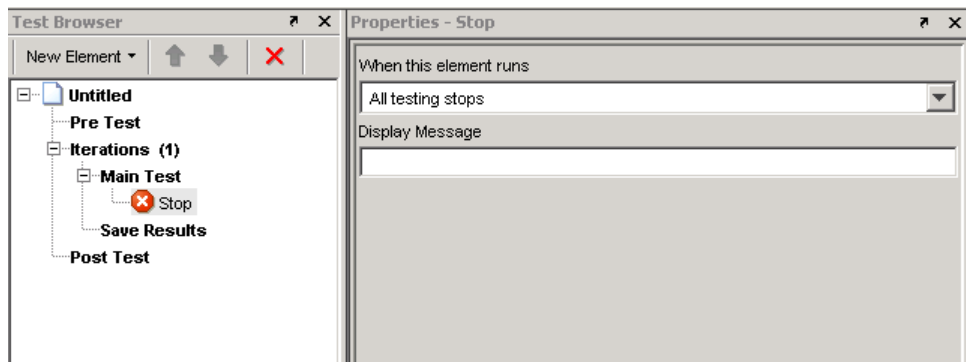 Test Browser
New Element
Untitled
Pre Test
Iterations (1)
Main Test
Stop
Save Results
Post Test
Properties - Stop
When this element runs
All testing stops
Display Message